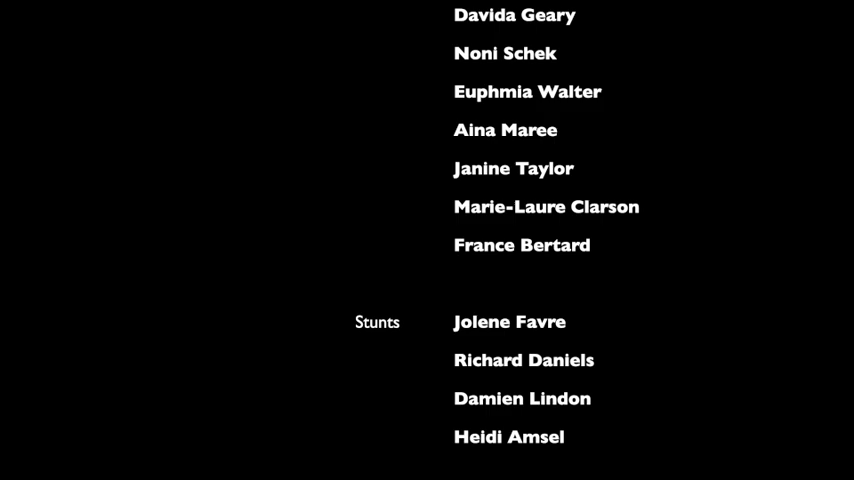 Davida Geary
Noni Schek
Euphmia Walter
Aina Maree
Janine Taylor
Marie-Laure Clarson
France Bertard
Stunts Jolene Favre
Richard Daniels
Damien Lindon
Heidi Amsel